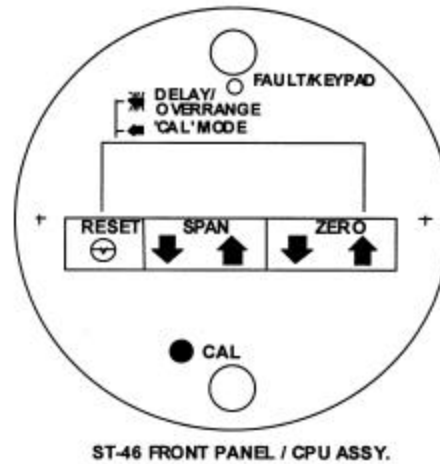 FAULT/KEYPAD
DELAY/
OVERRANGE
'CAL' MODE
RESET SPAN ZERO
CAL
ST-46 FRONT PANEL / CPU ASSY.